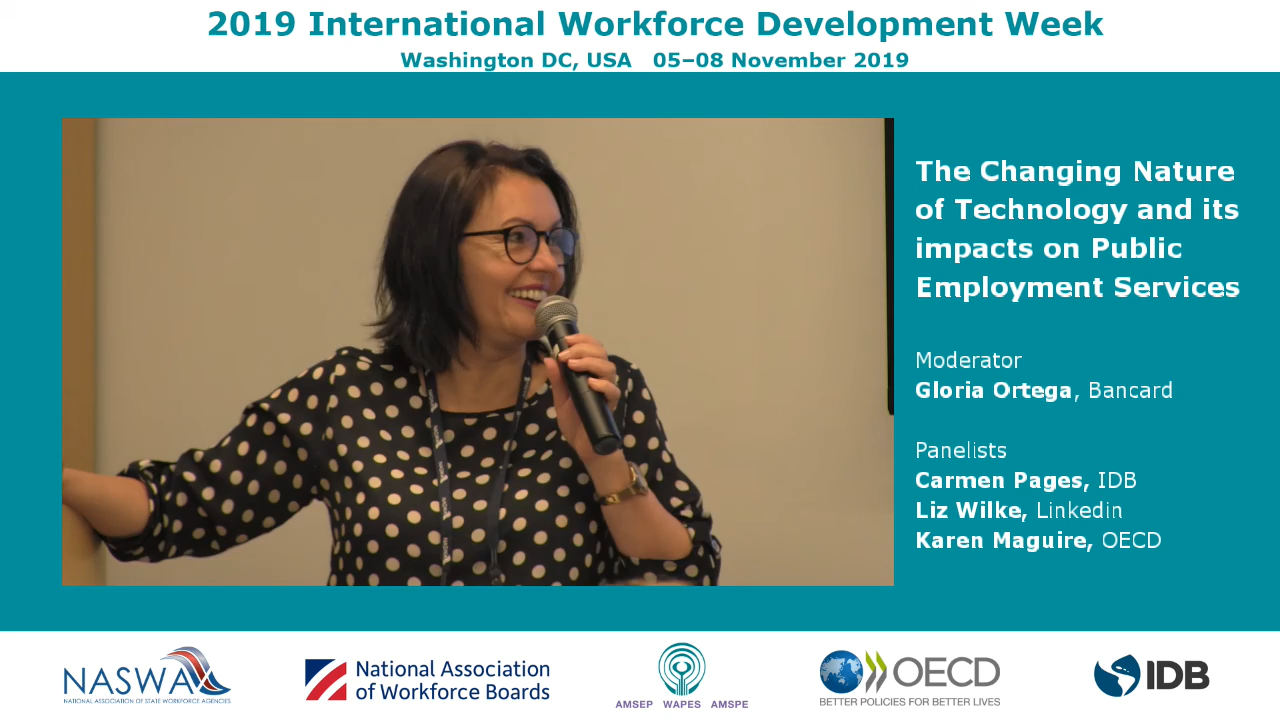 2019 International Workforce Development Week
Washington DC, USA 05–08 November 2019
The Changing Nature
of Technology and its
impacts on Public
Employment Services
Moderator
Gloria Ortega, Bancard
Panelists
Carmen Pages, IDB
Liz Wilke, Linkedin
Karen Maguire, OECD
NASWA
NATIONAL ASSOCIATION OF STATE WORKFORCE AGENCIES
National Association
of Workforce Boards
AMSEP WAPES AMSPE
OECD
BETTER POLICIES FOR BETTER LIVES
IDB